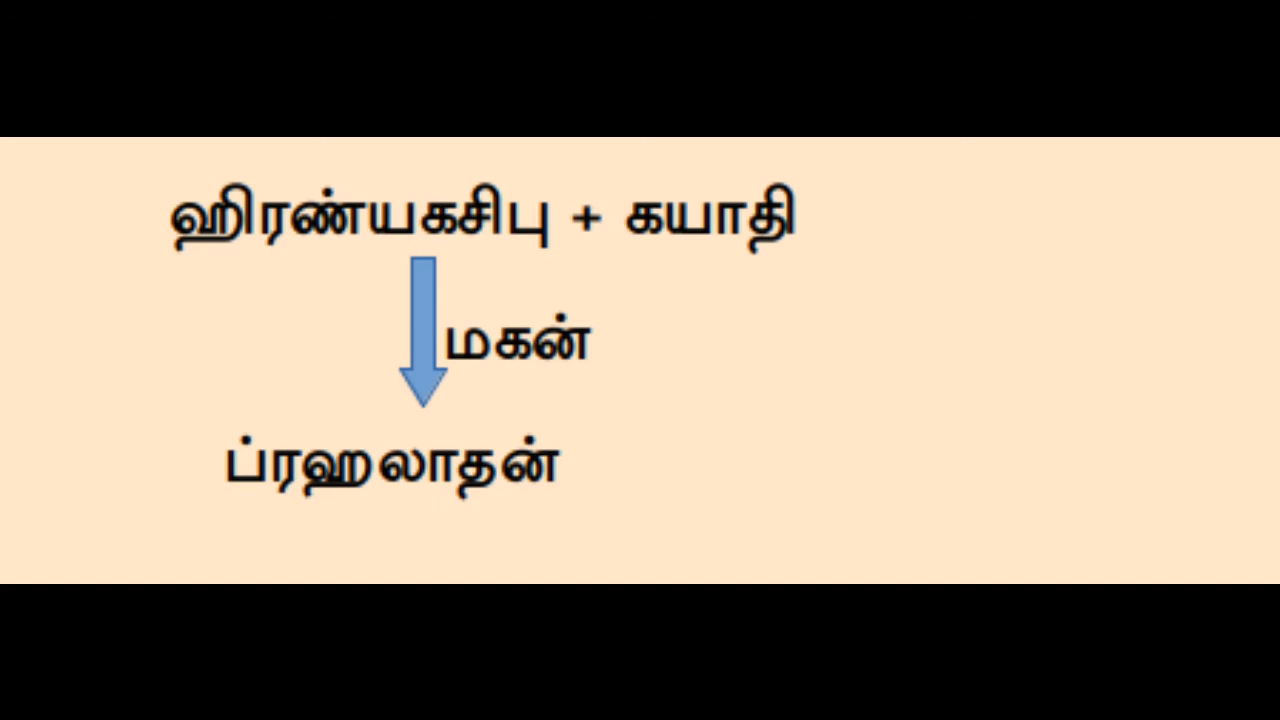 ஹிரண்யகசிபு + கயாதி
மகன்
ப்ரஹலாதன்